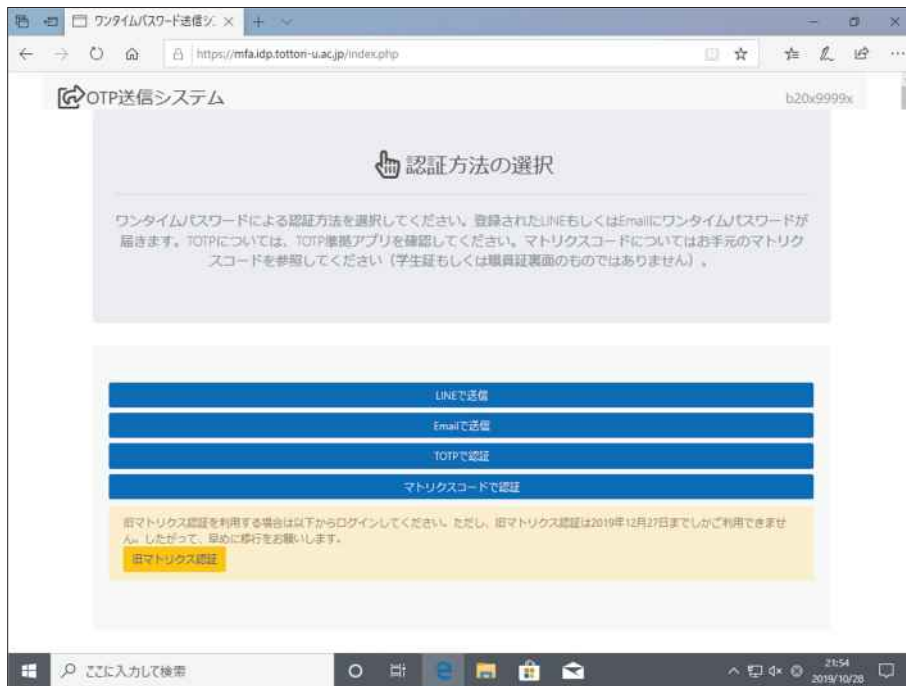 ワンタイムパスワード送信シ
https://mfa.idp.tottori-u.ac.jp/index.php
OTP送信システム
b20x9999x
認証方法の選択
ワンタイムパスワードによる認証方法を選択してください。登録されたLINEもしくはEmailにワンタイムパスワードが
届きます。TOTPについては、TOTP準拠アプリを確認してください。マトリクスコードについてはお手元のマトリク
スコードを参照してください（学生証もしくは職員証裏面のものではありません）。
LINEで送信
Emailで送信
TOTPで認証
マトリクスコードで認証
旧マトリクス認証を利用する場合は以下からログインしてください。ただし、旧マトリクス認証は2019年12月27日までしかご利用できませ
ん。したがって、早めに移行をお願いします。
旧マトリクス認証
ここに入力して検索
21:54
2019/10/28